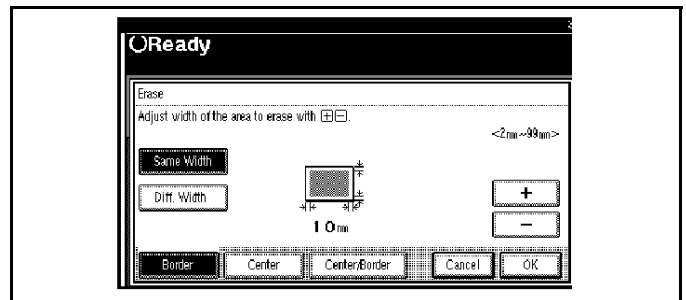 Ready
Erase
Adjust width of the area to erase with [+][-].
<2mm~99mm>
Same Width
Diff. Width
+
10mm
-
Border Center Center/Border Cancel OK